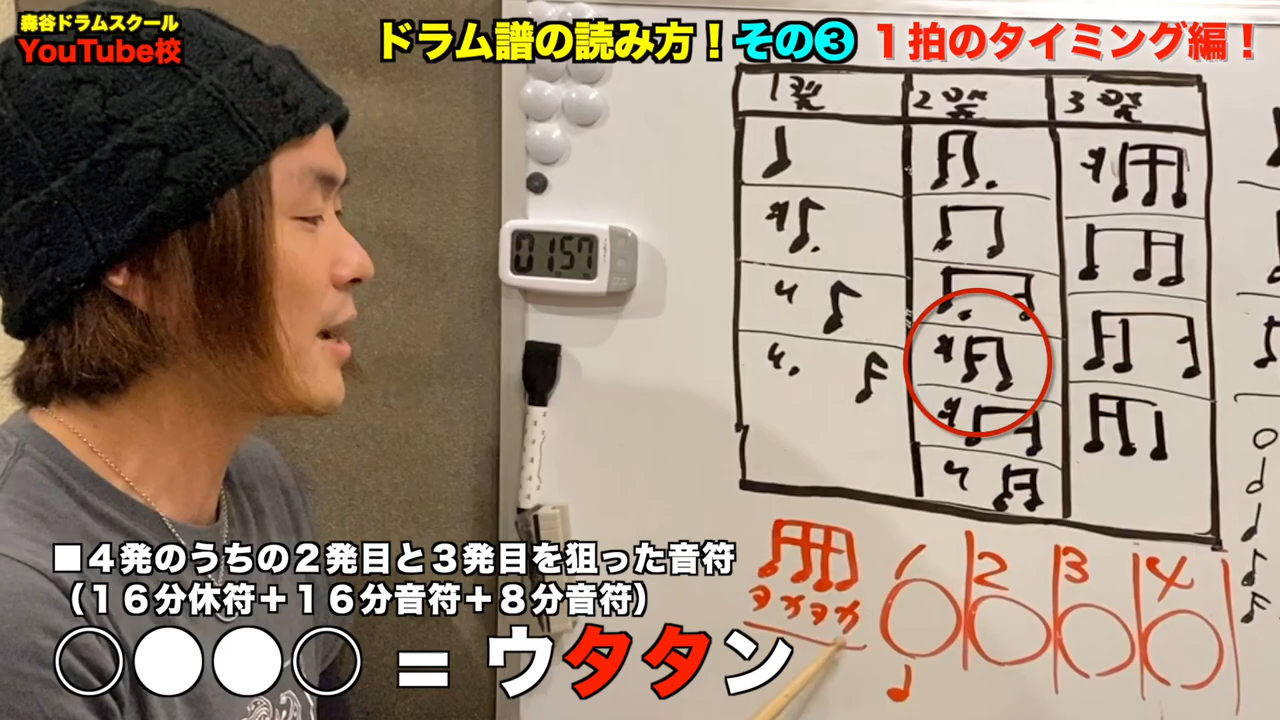 森谷ドラムスクール
YouTube校
ドラム譜の読み方！その③ １拍のタイミング編！
1発 2発 3発
01:57
タタタタ
1 2 3 4
■４発のうちの２発目と３発目を狙った音符
（１６分休符＋１６分音符＋８分音符）
○●●○＝ウタタン